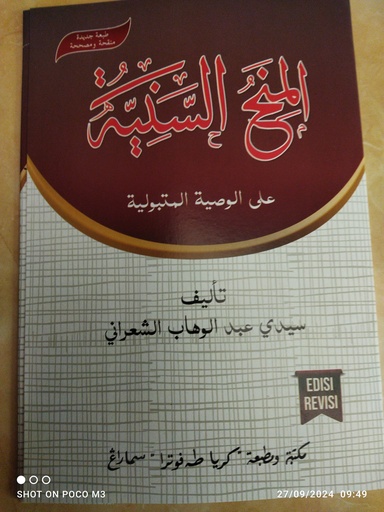 طبعة جديدة
منقحة ومصححة
المنح السنية
على الوصية المتبولية
تأليف
سيدي عبد الوهاب الشعراني
EDISI
REVISI
مكتبة ومطبعة "كريا طه فوترا" سماراڠ
SHOT ON POCO M3
27/09/2024 09:49